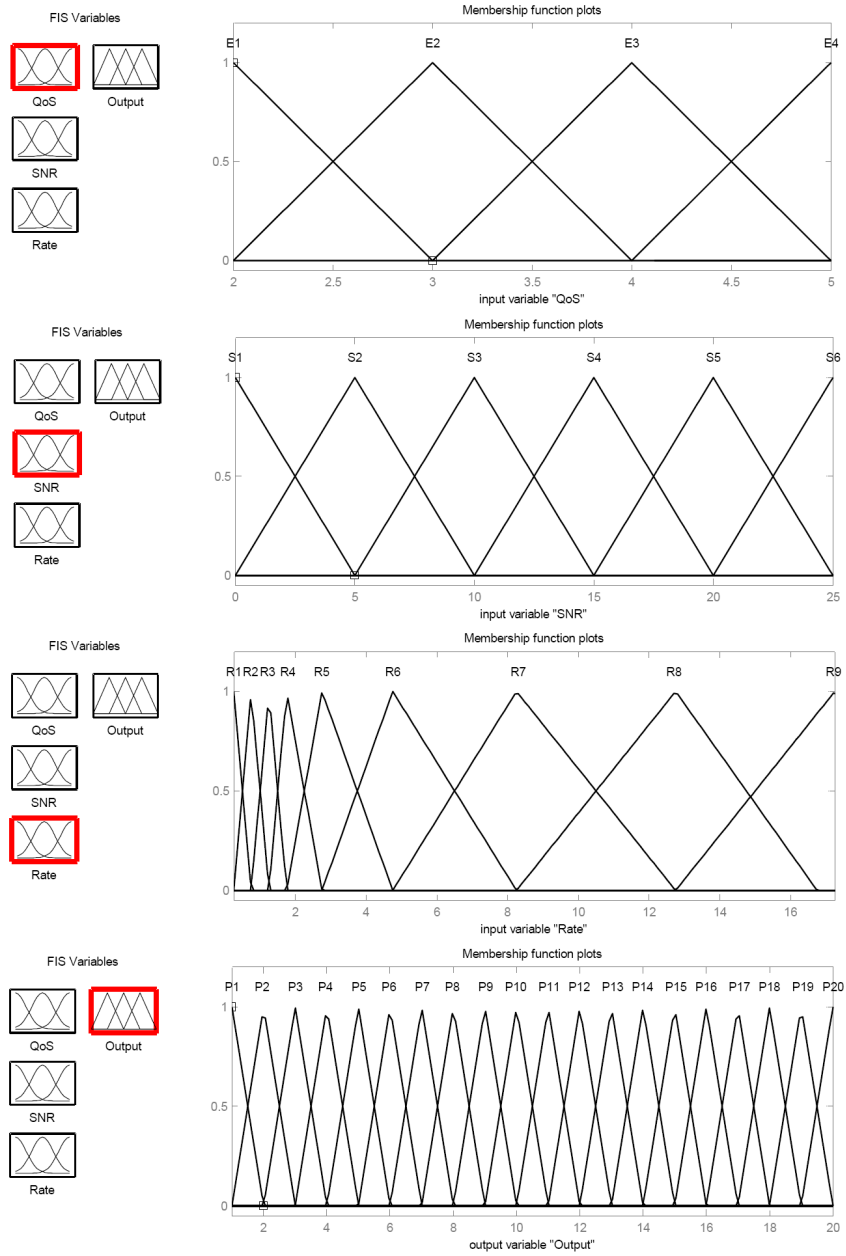 FIS Variables
QoS
Output
SNR
Rate
Membership function plots
E1 E2 E3 E4
1
0.5
0
2 2.5 3 3.5 4 4.5 5
input variable "QoS"
FIS Variables
QoS
Output
SNR
Rate
Membership function plots
S1 S2 S3 S4 S5 S6
1
0.5
0
0 5 10 15 20 25
input variable "SNR"
FIS Variables
QoS
Output
SNR
Rate
Membership function plots
R1 R2 R3 R4 R5 R6 R7 R8 R9
1
0.5
0
2 4 6 8 10 12 14 16
input variable "Rate"
FIS Variables
QoS
Output
SNR
Rate
Membership function plots
P1 P2 P3 P4 P5 P6 P7 P8 P9 P10 P11 P12 P13 P14 P15 P16 P17 P18 P19 P20
1
0.5
0
2 4 6 8 10 12 14 16 18 20
output variable "Output"